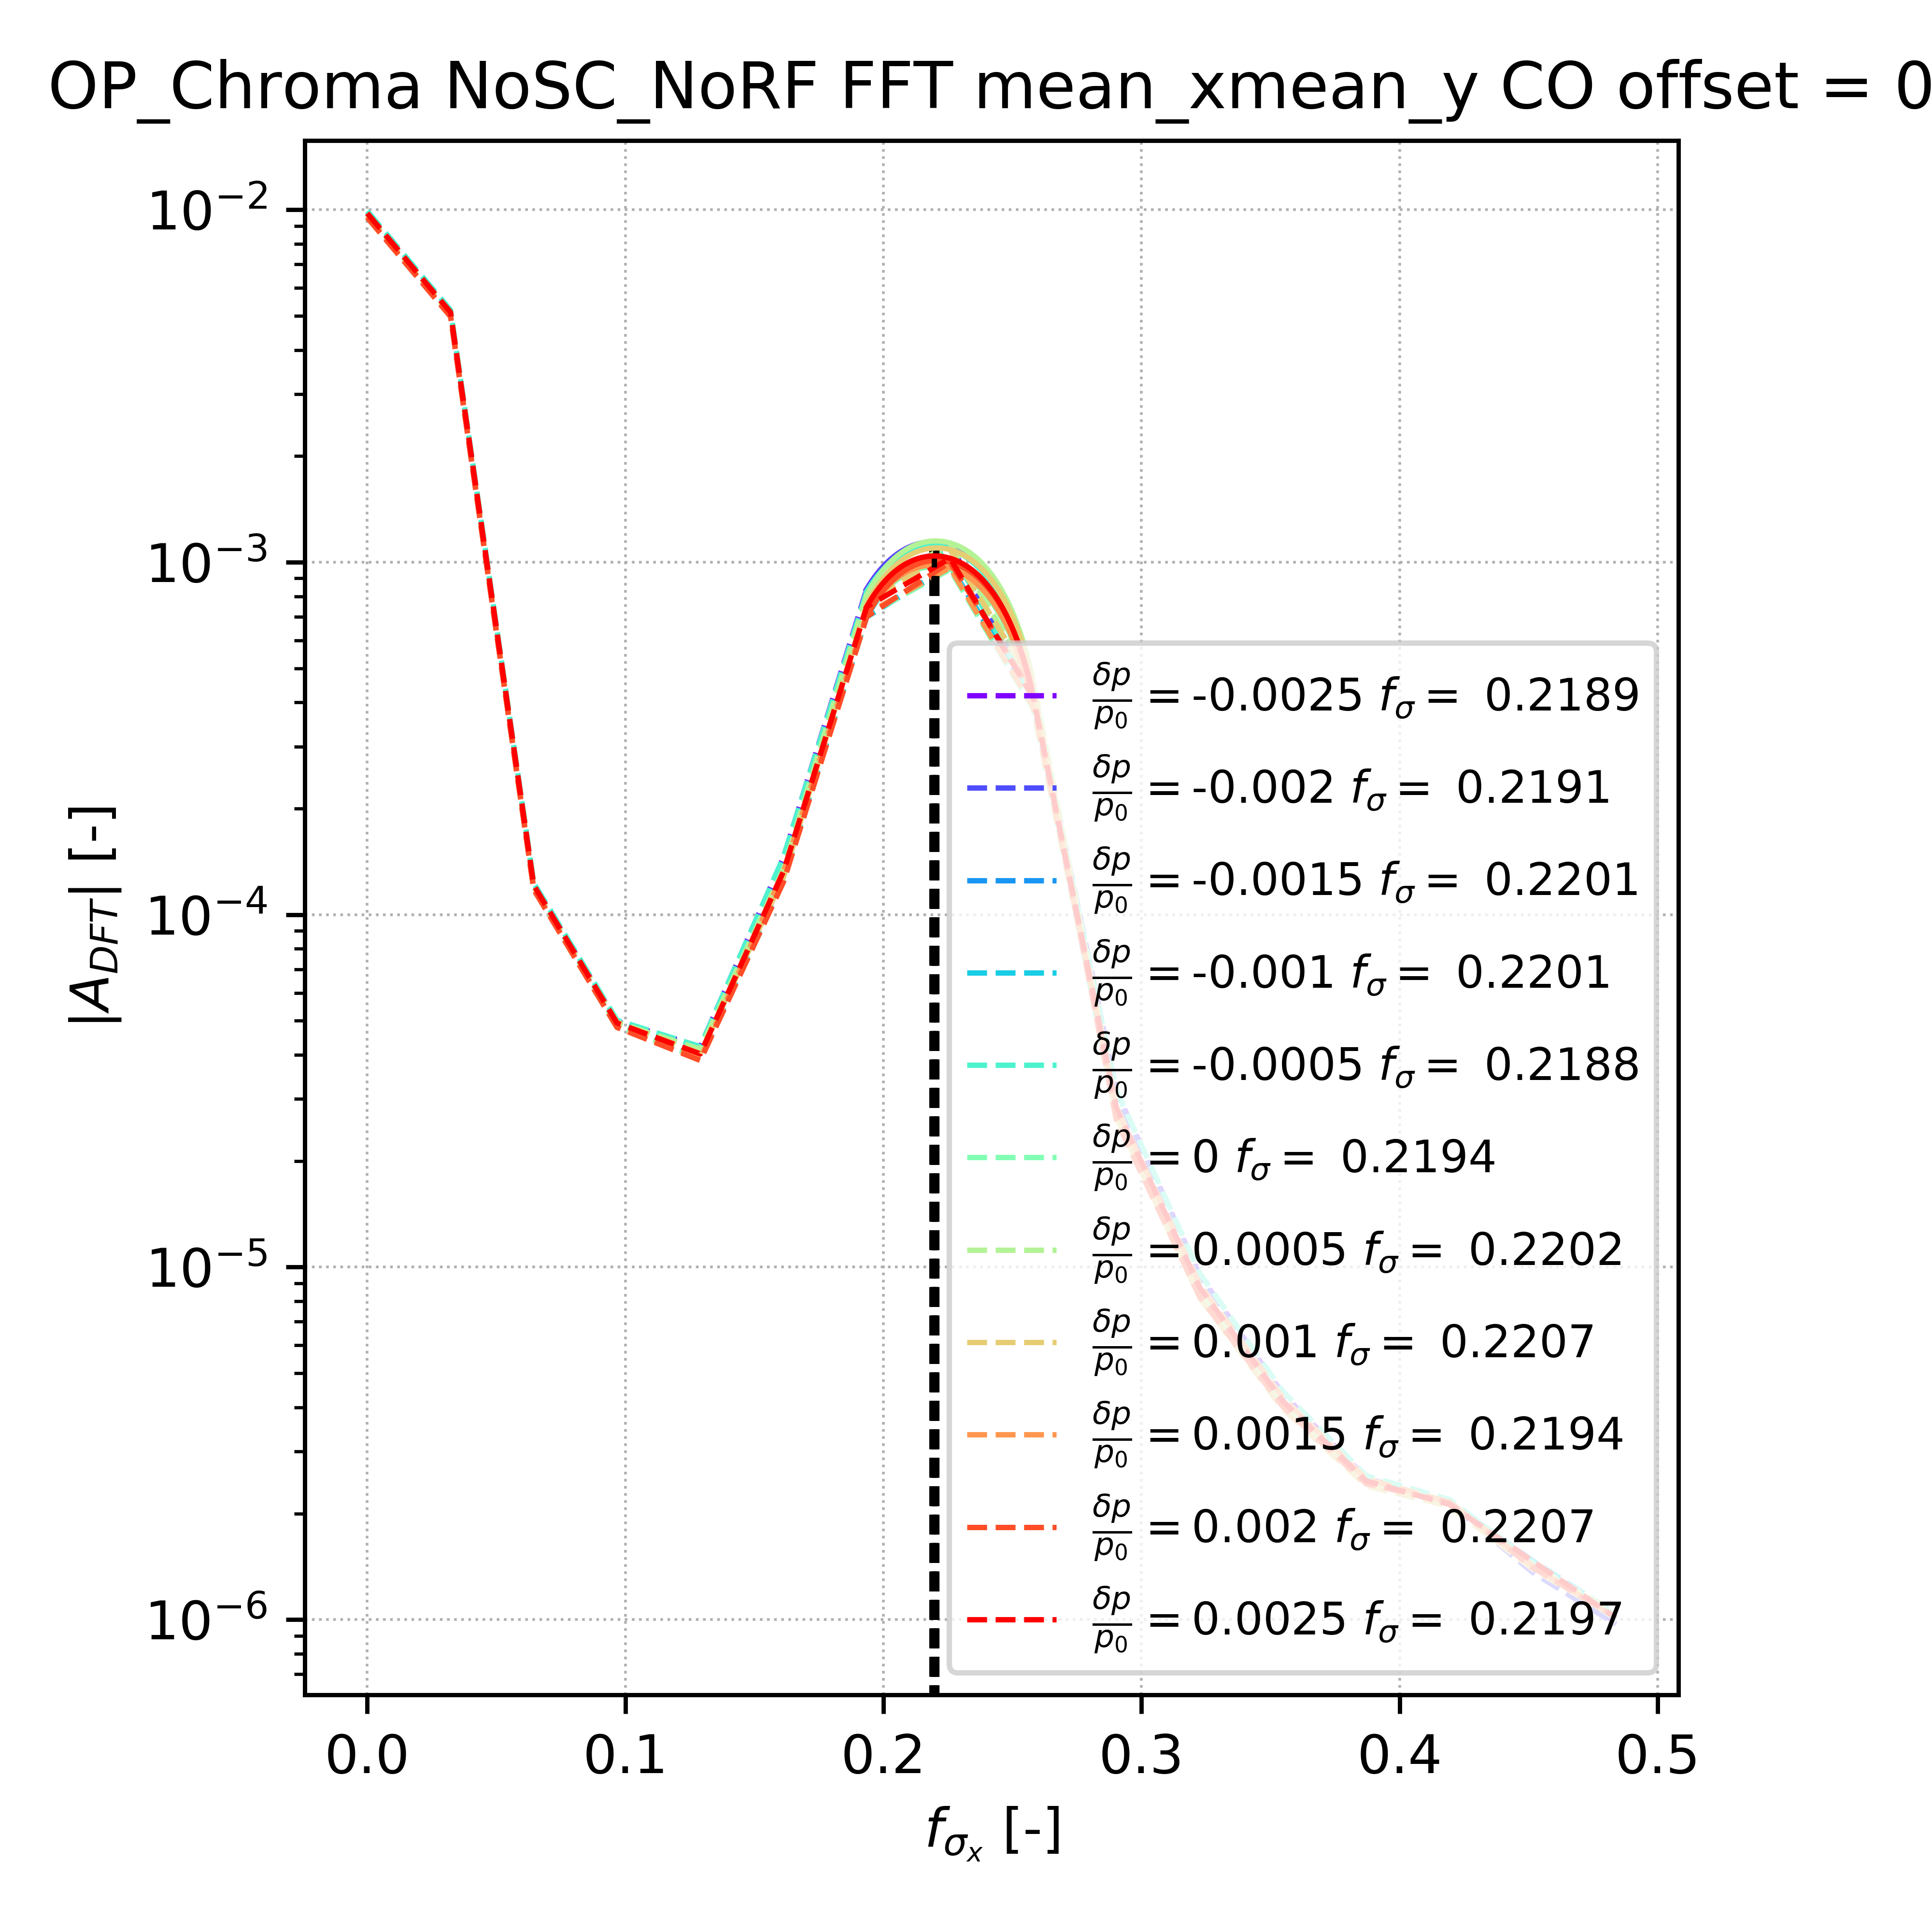 OP_Chroma NoSC_NoRF FFT mean_xmean_y CO offset = 0
10⁻²
10⁻³
10⁻⁴
10⁻⁵
10⁻⁶
|A_DFT| [-]
δp/p₀ = -0.0025 f_σ = 0.2189
δp/p₀ = -0.002 f_σ = 0.2191
δp/p₀ = -0.0015 f_σ = 0.2201
δp/p₀ = -0.001 f_σ = 0.2201
δp/p₀ = -0.0005 f_σ = 0.2188
δp/p₀ = 0 f_σ = 0.2194
δp/p₀ = 0.0005 f_σ = 0.2202
δp/p₀ = 0.001 f_σ = 0.2207
δp/p₀ = 0.0015 f_σ = 0.2194
δp/p₀ = 0.002 f_σ = 0.2207
δp/p₀ = 0.0025 f_σ = 0.2197
0.0 0.1 0.2 0.3 0.4 0.5
f_σₓ [-]